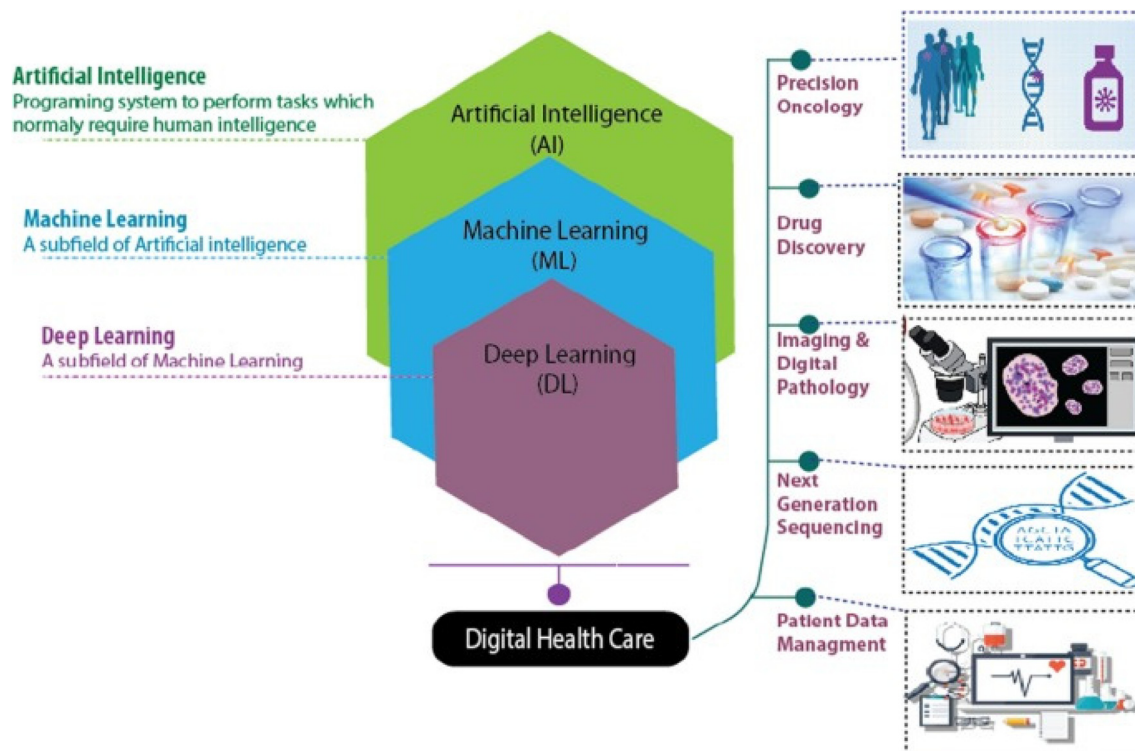 Artificial Intelligence
Programing system to perform tasks which
normaly require human intelligence
Machine Learning
A subfield of Artificial intelligence
Deep Learning
A subfield of Machine Learning
Artificial Intelligence
(AI)
Machine Learning
(ML)
Deep Learning
(DL)
Digital Health Care
Precision
Oncology
Drug
Discovery
Imaging &
Digital
Pathology
Next
Generation
Sequencing
Patient Data
Managment